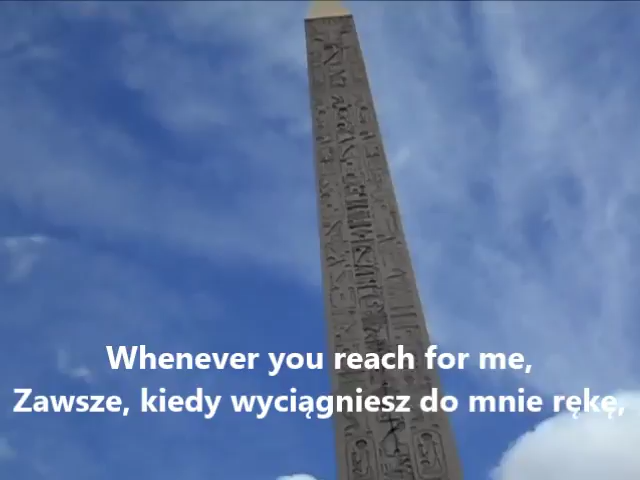 Whenever you reach for me,
Zawsze, kiedy wyciągniesz do mnie rękę,